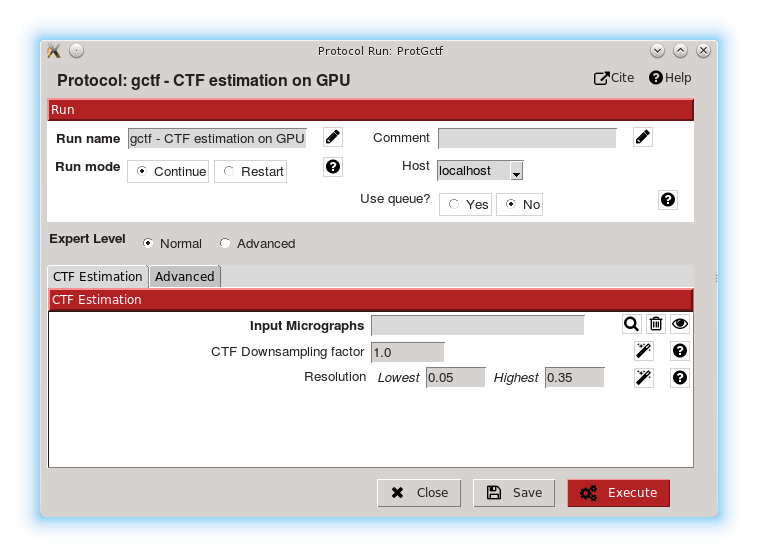 Protocol Run: ProtGctf
Protocol: gctf - CTF estimation on GPU
Cite
Help
Run
Run name gctf - CTF estimation on GPU Comment
Run mode Continue Restart Host localhost
Use queue? Yes No
Expert Level Normal Advanced
CTF Estimation Advanced
CTF Estimation
Input Micrographs
CTF Downsampling factor 1.0
Resolution Lowest 0.05 Highest 0.35
Close Save Execute